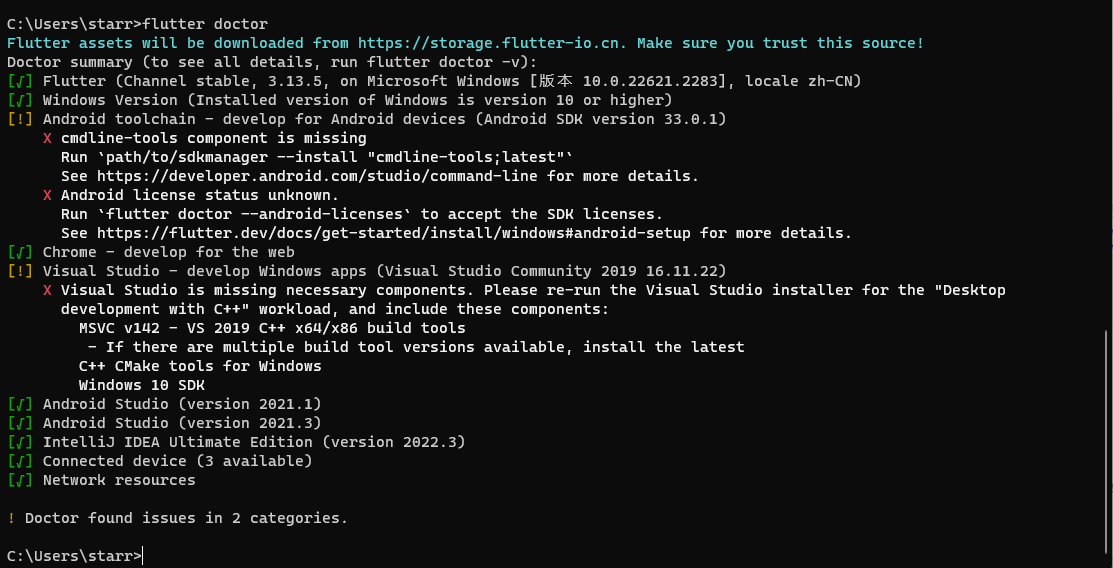 C:\Users\starr>flutter doctor
Flutter assets will be downloaded from https://storage.flutter-io.cn. Make sure you trust this source!
Doctor summary (to see all details, run flutter doctor -v):
[√] Flutter (Channel stable, 3.13.5, on Microsoft Windows [版本 10.0.22621.2283], locale zh-CN)
[√] Windows Version (Installed version of Windows is version 10 or higher)
[!] Android toolchain - develop for Android devices (Android SDK version 33.0.1)
    X cmdline-tools component is missing
      Run `path/to/sdkmanager --install "cmdline-tools;latest"`
      See https://developer.android.com/studio/command-line for more details.
    X Android license status unknown.
      Run `flutter doctor --android-licenses` to accept the SDK licenses.
      See https://flutter.dev/docs/get-started/install/windows#android-setup for more details.
[√] Chrome - develop for the web
[!] Visual Studio - develop Windows apps (Visual Studio Community 2019 16.11.22)
    X Visual Studio is missing necessary components. Please re-run the Visual Studio installer for the "Desktop
      development with C++" workload, and include these components:
        MSVC v142 - VS 2019 C++ x64/x86 build tools
         - If there are multiple build tool versions available, install the latest
        C++ CMake tools for Windows
        Windows 10 SDK
[√] Android Studio (version 2021.1)
[√] Android Studio (version 2021.3)
[√] IntelliJ IDEA Ultimate Edition (version 2022.3)
[√] Connected device (3 available)
[√] Network resources
! Doctor found issues in 2 categories.
C:\Users\starr>